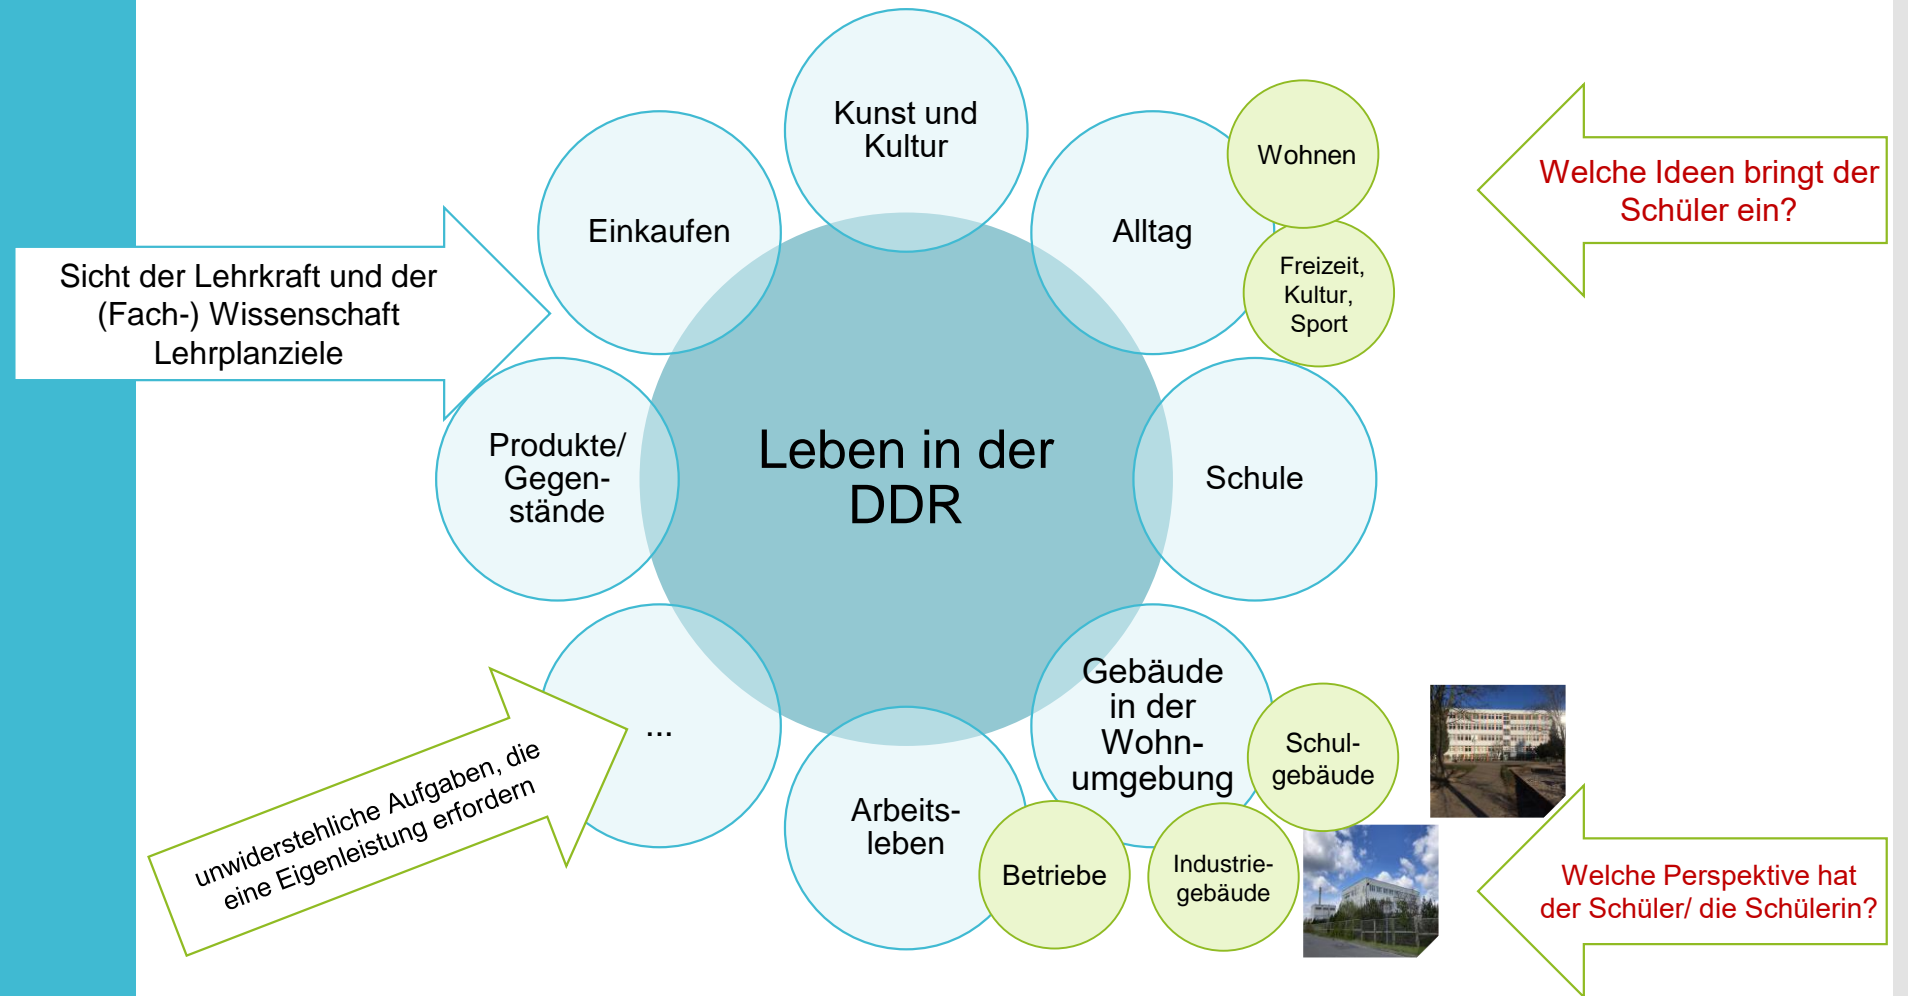 Kunst und
Kultur
Wohnen
Welche Ideen bringt der
Schüler ein?
Einkaufen
Alltag
Freizeit,
Kultur,
Sport
Sicht der Lehrkraft und der
(Fach-) Wissenschaft
Lehrplanziele
Produkte/
Gegen-
stände
Leben in der
DDR
Schule
...
Gebäude
in der
Wohn-
umgebung
Schul-
gebäude
unwiderstehliche Aufgaben, die
eine Eigenleistung erfordern
Arbeits-
leben
Betriebe
Industrie-
gebäude
Welche Perspektive hat
der Schüler/ die Schülerin?